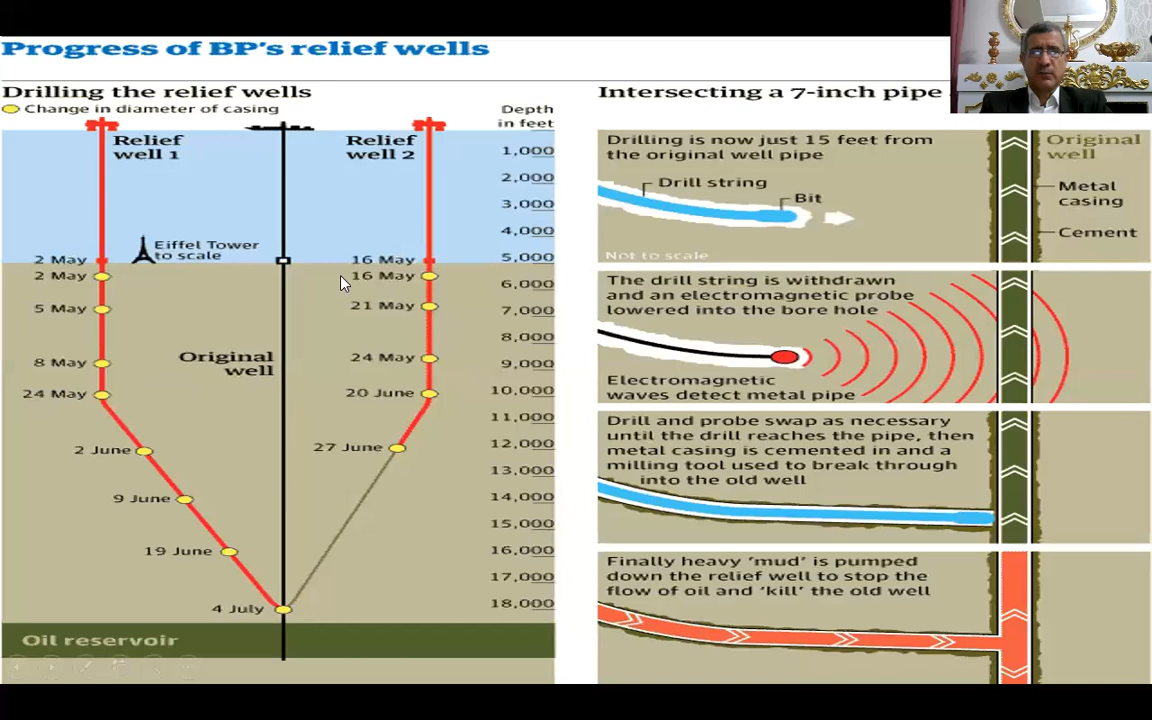 Progress of BP's relief wells
Drilling the relief wells
Change in diameter of casing
Depth
in feet
Relief
well 1
Relief
well 2
1,000
2,000
3,000
4,000
5,000
6,000
7,000
8,000
9,000
10,000
11,000
12,000
13,000
14,000
15,000
16,000
17,000
18,000
Eiffel Tower
to scale
2 May
2 May
5 May
8 May
24 May
2 June
9 June
19 June
4 July
16 May
16 May
21 May
24 May
20 June
27 June
Original
well
Oil reservoir
Intersecting a 7-inch pipe
Drilling is now just 15 feet from
the original well pipe
Drill string
Bit
Not to scale
Original
well
Metal
casing
Cement
The drill string is withdrawn
and an electromagnetic probe
lowered into the bore hole
Electromagnetic
waves detect metal pipe
Drill and probe swap as necessary
until the drill reaches the pipe, then
metal casing is cemented in and a
milling tool used to break through
into the old well
Finally heavy 'mud' is pumped
down the relief well to stop the
flow of oil and 'kill' the old well